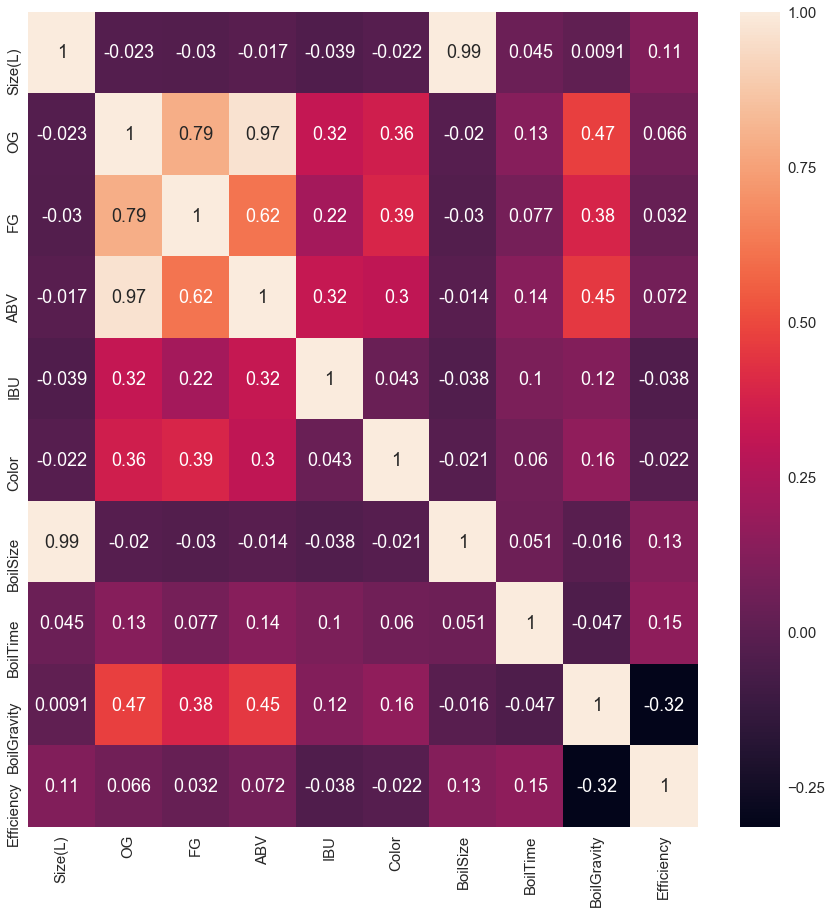 1.00
Size(L) 1 -0.023 -0.03 -0.017 -0.039 -0.022 0.99 0.045 0.0091 0.11
OG -0.023 1 0.79 0.97 0.32 0.36 -0.02 0.13 0.47 0.066
0.75
FG -0.03 0.79 1 0.62 0.22 0.39 -0.03 0.077 0.38 0.032
ABV -0.017 0.97 0.62 1 0.32 0.3 -0.014 0.14 0.45 0.072
0.50
IBU -0.039 0.32 0.22 0.32 1 0.043 -0.038 0.1 0.12 -0.038
Color -0.022 0.36 0.39 0.3 0.043 1 -0.021 0.06 0.16 -0.022
0.25
BoilSize 0.99 -0.02 -0.03 -0.014 -0.038 -0.021 1 0.051 -0.016 0.13
BoilTime 0.045 0.13 0.077 0.14 0.1 0.06 0.051 1 -0.047 0.15
0.00
BoilGravity 0.0091 0.47 0.38 0.45 0.12 0.16 -0.016 -0.047 1 -0.32
Efficiency 0.11 0.066 0.032 0.072 -0.038 -0.022 0.13 0.15 -0.32 1
−0.25
Size(L) OG FG ABV IBU Color BoilSize BoilTime BoilGravity Efficiency